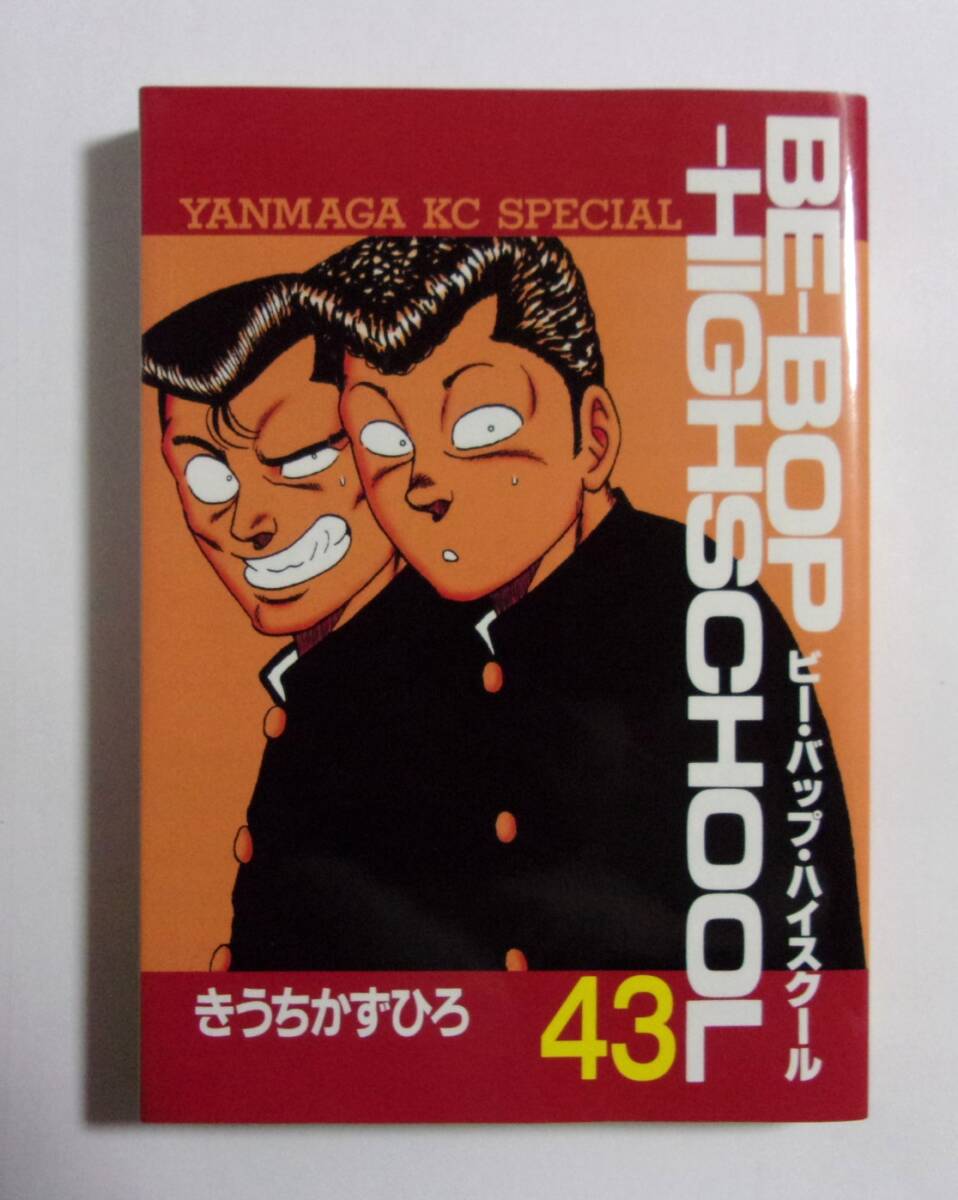 YANMAGA KC SPECIAL
BE-BOP
-HIGHSCHOOL
ビー・バップ・ハイスクール
きうちかずひろ
43